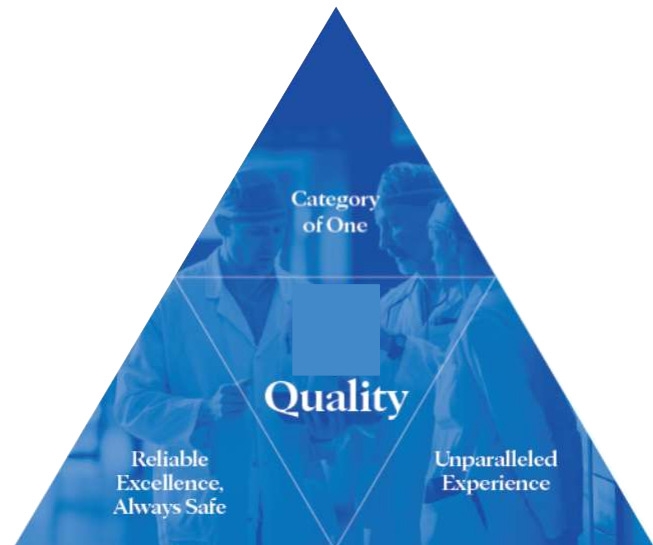 Category
of One
Quality
Reliable
Excellence,
Always Safe
Unparalleled
Experience